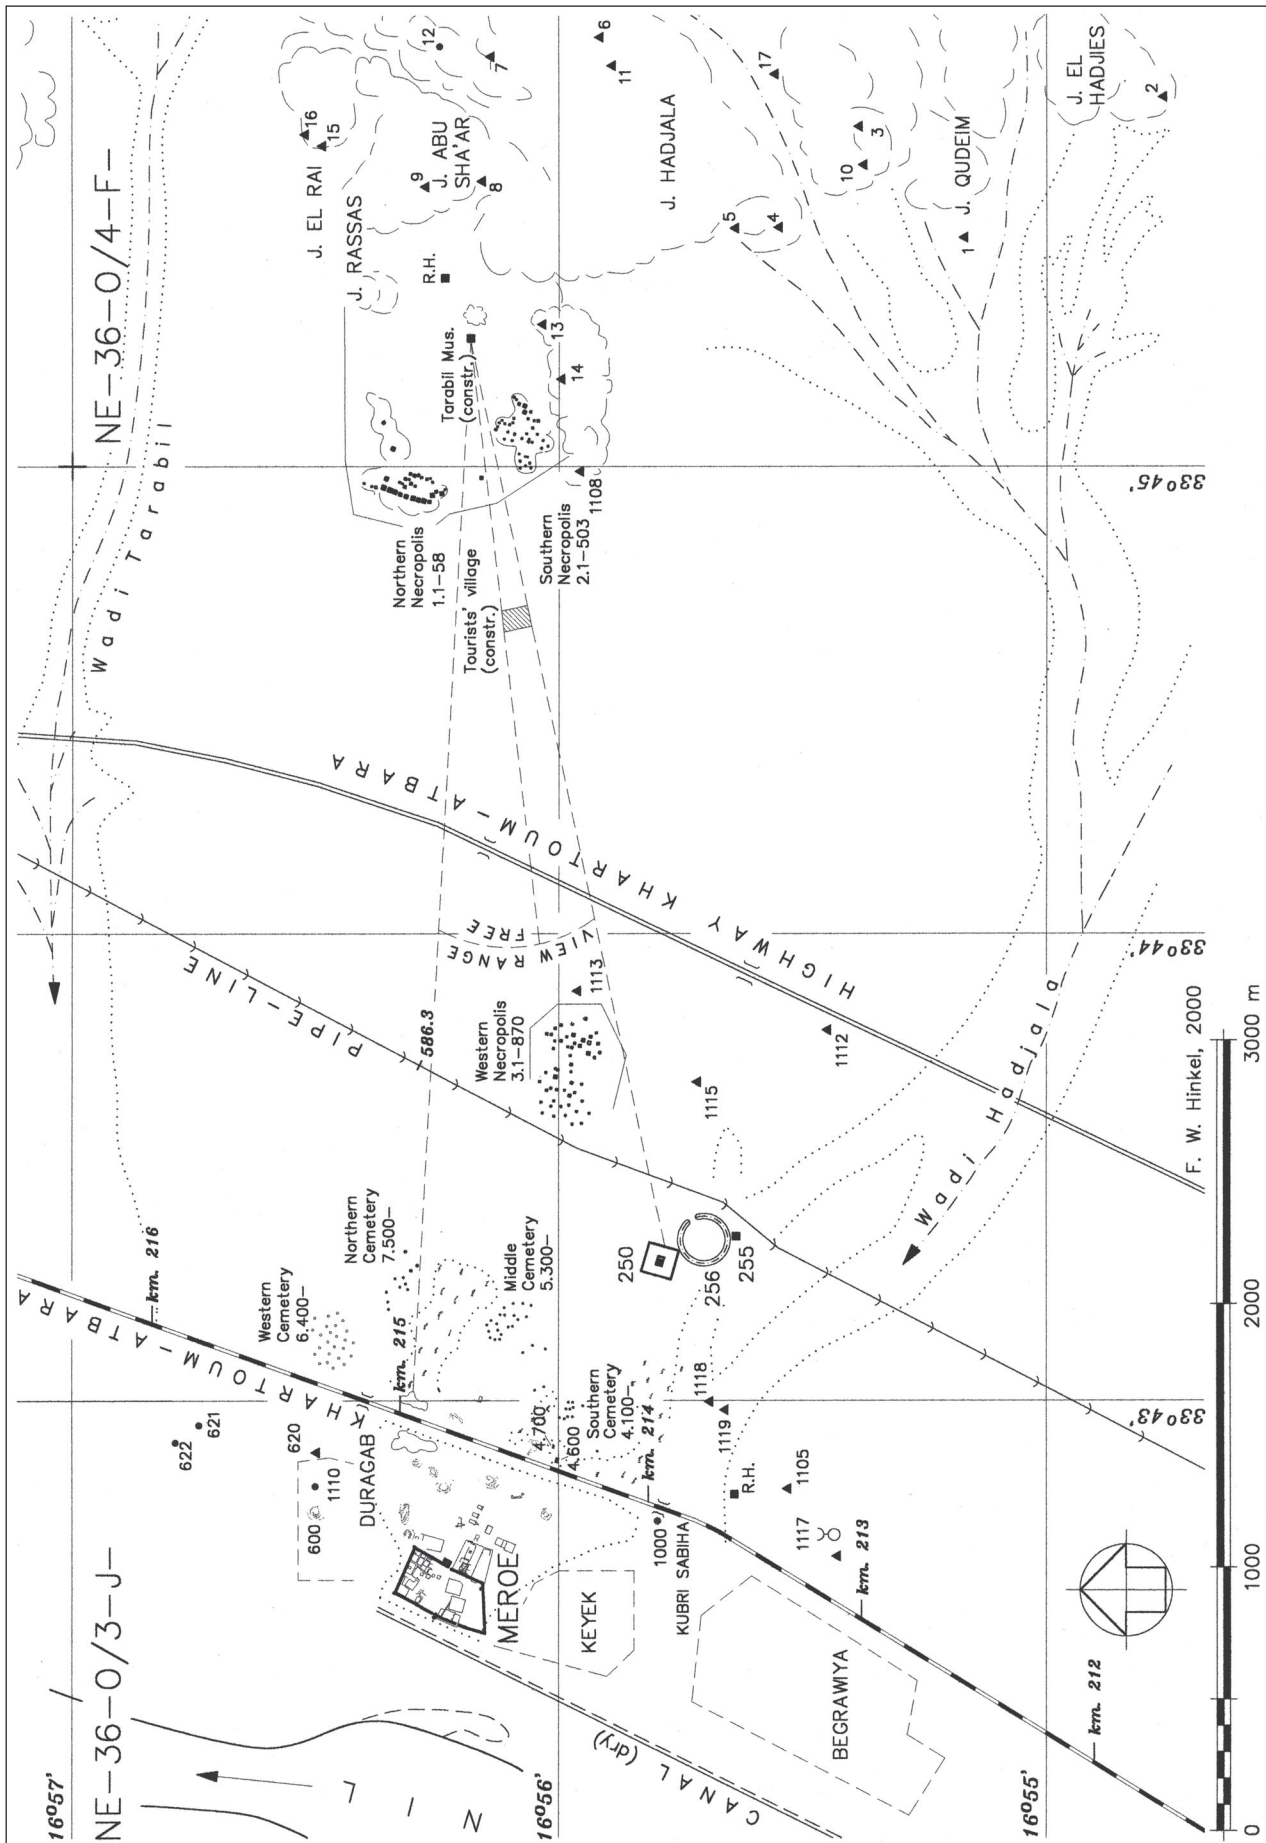 NE-36-O/3-J-
NE-36-O/4-F-
16°57'
16°56'
16°55'
33°43'
33°44'
33°45'
NIL
CANAL (dry)
Wadi Tarabil
Wadi Hadjala
KHARTOUM-ATBARA
PIPE-LINE
HIGHWAY KHARTOUM-ATBARA
km. 216
km. 215
km. 214
km. 213
km. 212
586.3
622
621
620
600
1110
DURAGAB
MEROE
KEYEK
1000
KUBRI SABIHA
BEGRAWIYA
Western
Cemetery
6.400-
Northern
Cemetery
7.500-
Middle
Cemetery
5.300-
4.700
4.600
Southern
Cemetery
4.100-
1118
1119
R.H.
1105
1117
250
256
255
Western
Necropolis
3.1-870
1113
1115
1112
VIEW RANGE
FREE
Northern
Necropolis
1.1-58
Tourists' village
(constr.)
Southern
Necropolis
2.1-503
1108
Tarabil Mus.
(constr.)
R.H.
13
14
J. RASSAS
J. EL RAI
16
15
J. ABU
SHA'AR
9
8
12
7
6
11
J. HADJALA
17
5
4
10
3
1
J. QUDEIM
J. EL
HADJIES
2
F. W. Hinkel, 2000
0
1000
2000
3000 m